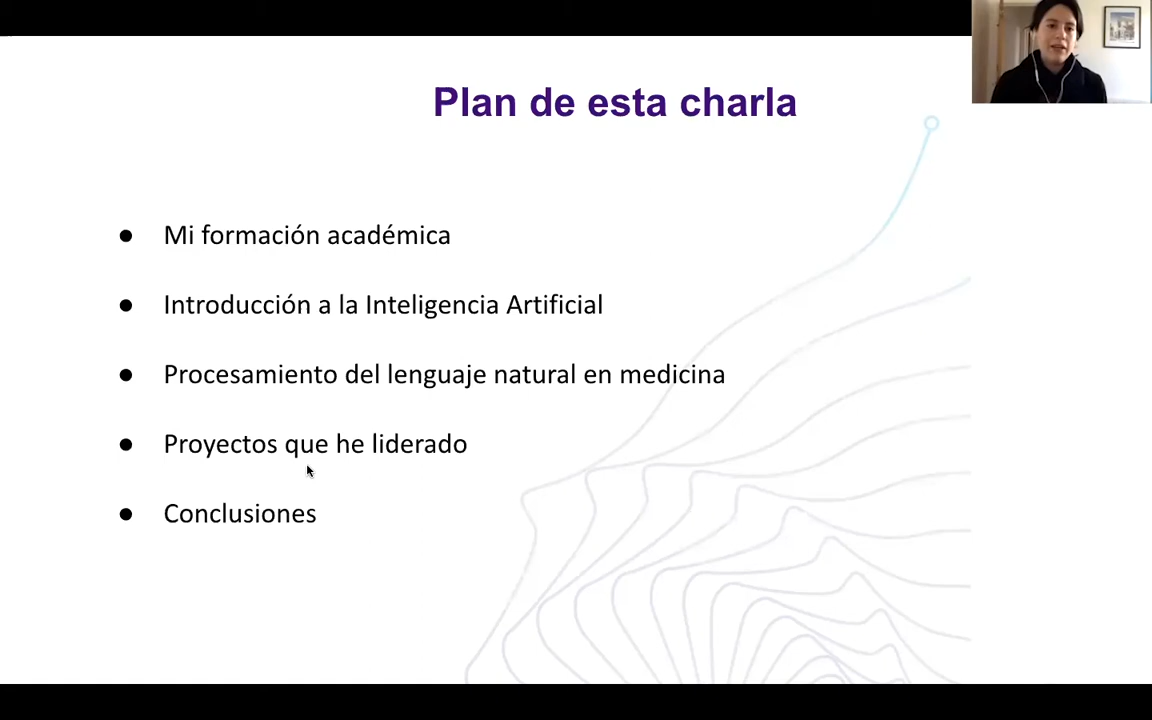 Plan de esta charla
● Mi formación académica
● Introducción a la Inteligencia Artificial
● Procesamiento del lenguaje natural en medicina
● Proyectos que he liderado
● Conclusiones